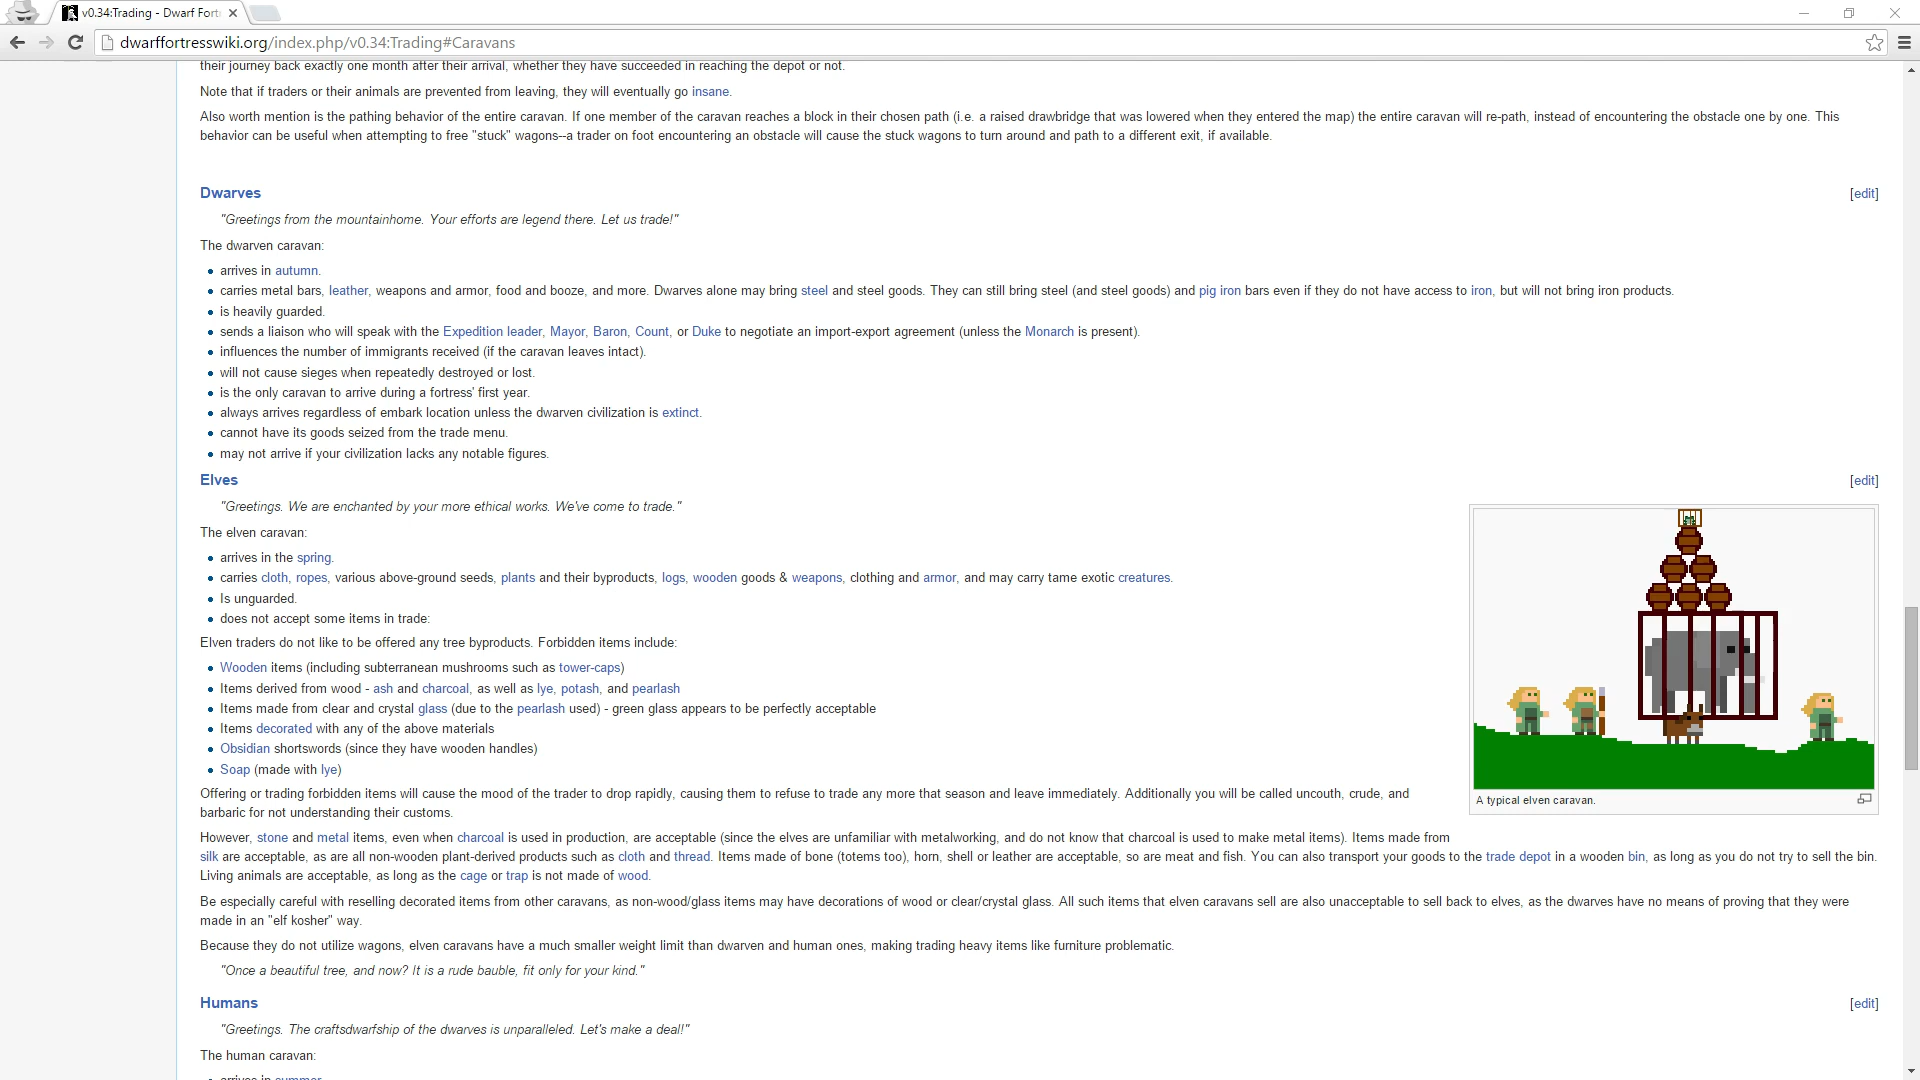 v0.34:Trading - Dwarf Fort
dwarffortresswiki.org/index.php/v0.34:Trading#Caravans
their journey back exactly one month after their arrival, whether they have succeeded in reaching the depot or not.
Note that if traders or their animals are prevented from leaving, they will eventually go insane.
Also worth mention is the pathing behavior of the entire caravan. If one member of the caravan reaches a block in their chosen path (i.e. a raised drawbridge that was lowered when they entered the map) the entire caravan will re-path, instead of encountering the obstacle one by one. This
behavior can be useful when attempting to free "stuck" wagons--a trader on foot encountering an obstacle will cause the stuck wagons to turn around and path to a different exit, if available.
Dwarves [edit]
"Greetings from the mountainhome. Your efforts are legend there. Let us trade!"
The dwarven caravan:
• arrives in autumn.
• carries metal bars, leather, weapons and armor, food and booze, and more. Dwarves alone may bring steel and steel goods. They can still bring steel (and steel goods) and pig iron bars even if they do not have access to iron, but will not bring iron products.
• is heavily guarded.
• sends a liaison who will speak with the Expedition leader, Mayor, Baron, Count, or Duke to negotiate an import-export agreement (unless the Monarch is present).
• influences the number of immigrants received (if the caravan leaves intact).
• will not cause sieges when repeatedly destroyed or lost.
• is the only caravan to arrive during a fortress' first year.
• always arrives regardless of embark location unless the dwarven civilization is extinct.
• cannot have its goods seized from the trade menu.
• may not arrive if your civilization lacks any notable figures.
Elves [edit]
"Greetings. We are enchanted by your more ethical works. We've come to trade."
The elven caravan:
• arrives in the spring.
• carries cloth, ropes, various above-ground seeds, plants and their byproducts, logs, wooden goods & weapons, clothing and armor, and may carry tame exotic creatures.
• Is unguarded.
• does not accept some items in trade:
Elven traders do not like to be offered any tree byproducts. Forbidden items include:
• Wooden items (including subterranean mushrooms such as tower-caps)
• Items derived from wood - ash and charcoal, as well as lye, potash, and pearlash
• Items made from clear and crystal glass (due to the pearlash used) - green glass appears to be perfectly acceptable
• Items decorated with any of the above materials
• Obsidian shortswords (since they have wooden handles)
• Soap (made with lye)
A typical elven caravan.
Offering or trading forbidden items will cause the mood of the trader to drop rapidly, causing them to refuse to trade any more that season and leave immediately. Additionally you will be called uncouth, crude, and
barbaric for not understanding their customs.
However, stone and metal items, even when charcoal is used in production, are acceptable (since the elves are unfamiliar with metalworking, and do not know that charcoal is used to make metal items). Items made from
silk are acceptable, as are all non-wooden plant-derived products such as cloth and thread. Items made of bone (totems too), horn, shell or leather are acceptable, so are meat and fish. You can also transport your goods to the trade depot in a wooden bin, as long as you do not try to sell the bin.
Living animals are acceptable, as long as the cage or trap is not made of wood.
Be especially careful with reselling decorated items from other caravans, as non-wood/glass items may have decorations of wood or clear/crystal glass. All such items that elven caravans sell are also unacceptable to sell back to elves, as the dwarves have no means of proving that they were
made in an "elf kosher" way.
Because they do not utilize wagons, elven caravans have a much smaller weight limit than dwarven and human ones, making trading heavy items like furniture problematic.
"Once a beautiful tree, and now? It is a rude bauble, fit only for your kind."
Humans [edit]
"Greetings. The craftsdwarfship of the dwarves is unparalleled. Let's make a deal!"
The human caravan:
• arrives in summer.